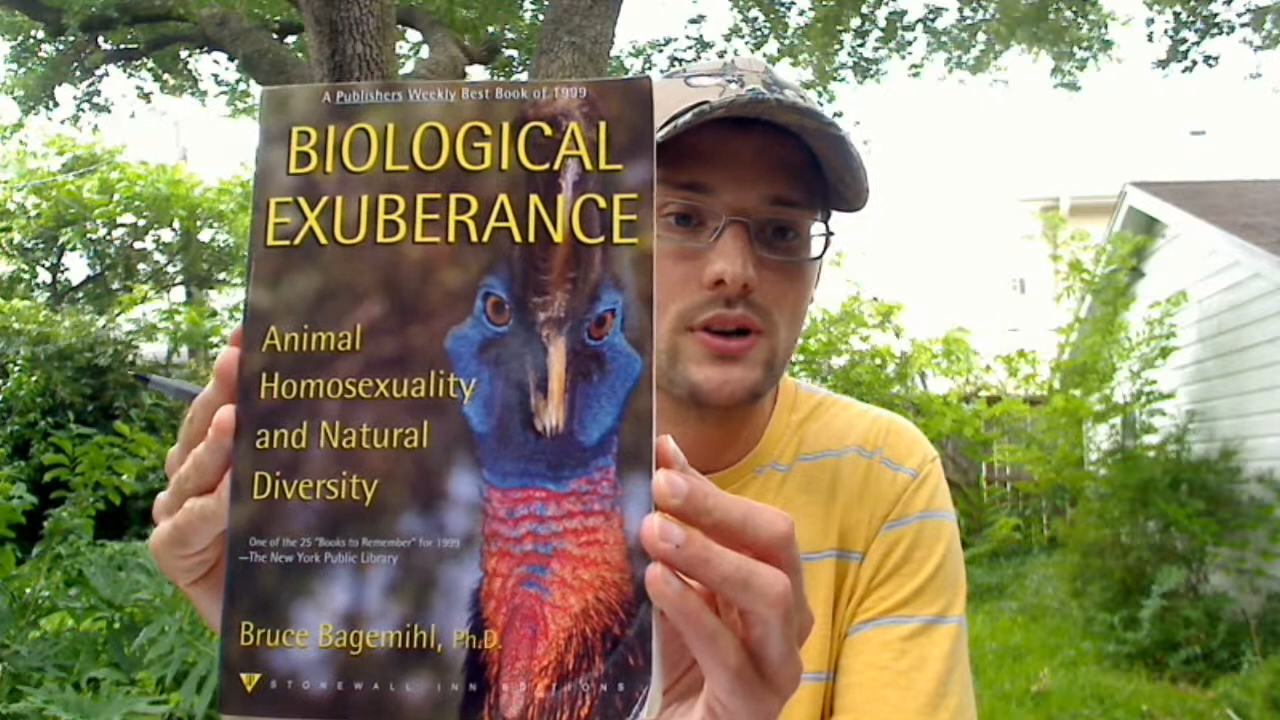 A Publishers Weekly Best Book of 1999
BIOLOGICAL
EXUBERANCE
Animal
Homosexuality
and Natural
Diversity
One of the 25 "Books to Remember" for 1999
—The New York Public Library
Bruce Bagemihl, Ph.D.
STONEWALL INN EDITIONS